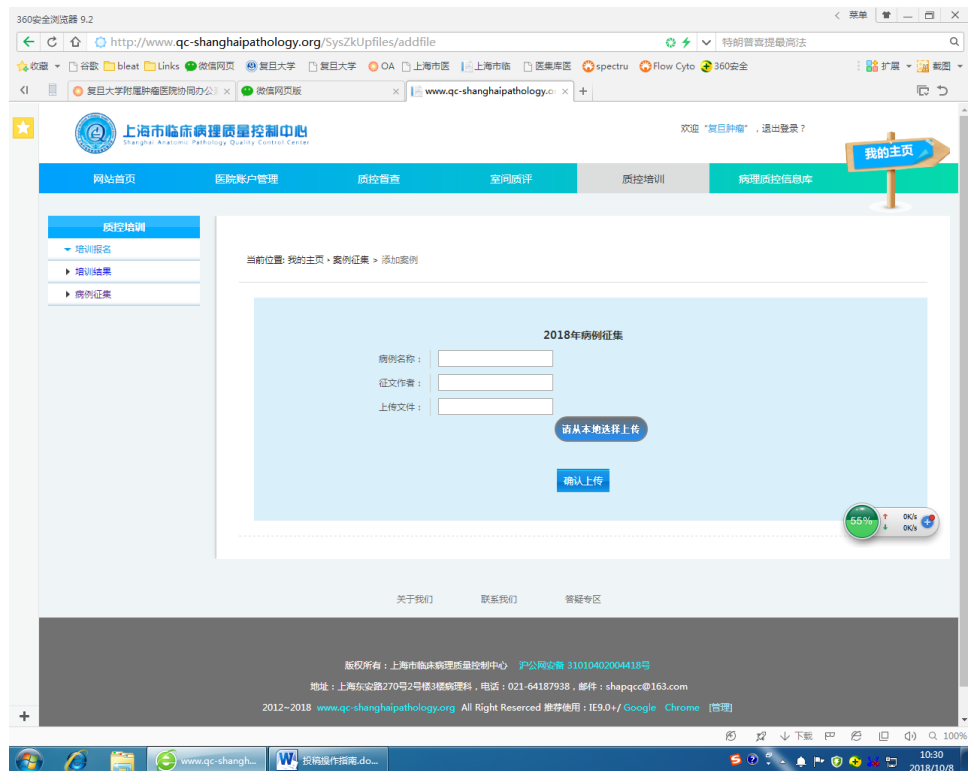 360安全浏览器 9.2
菜单
http://www.qc-shanghaipathology.org/SysZkUpfiles/addfile
特朗普喜提最高法
收藏 谷歌 bleat Links 微信网页 复旦大学 复旦大学 OA 上海市医 上海市临 医集库医 spectru Flow Cyto 360安全 扩展 截图
复旦大学附属肿瘤医院协同办公 微信网页版 www.qc-shanghaipathology.o
上海市临床病理质量控制中心
Shanghai Anatomic Pathology Quality Control Center
欢迎 "复旦肿瘤" , 退出登录 ?
我的主页
网站首页 医院账户管理 质控督查 室间质评 质控培训 病理质控信息库
质控培训
培训报名
培训结果
病例征集
当前位置: 我的主页 › 案例征集 > 添加案例
2018年病例征集
病例名称 :
征文作者 :
上传文件 :
请从本地选择上传
确认上传
55% 0K/s
0K/s
关于我们 联系我们 答疑专区
版权所有 : 上海市临床病理质量控制中心 沪公网安备 31010402004418号
地址 : 上海东安路270号2号楼3楼病理科 , 电话 : 021-64187938 , 邮件 : shapqcc@163.com
2012~2018 www.qc-shanghaipathology.org All Right Reserced 推荐使用 : IE9.0+/ Google Chrome [管理]
下载 100%
www.qc-shangh... 投稿操作指南.do...
10:30
2018/10/8